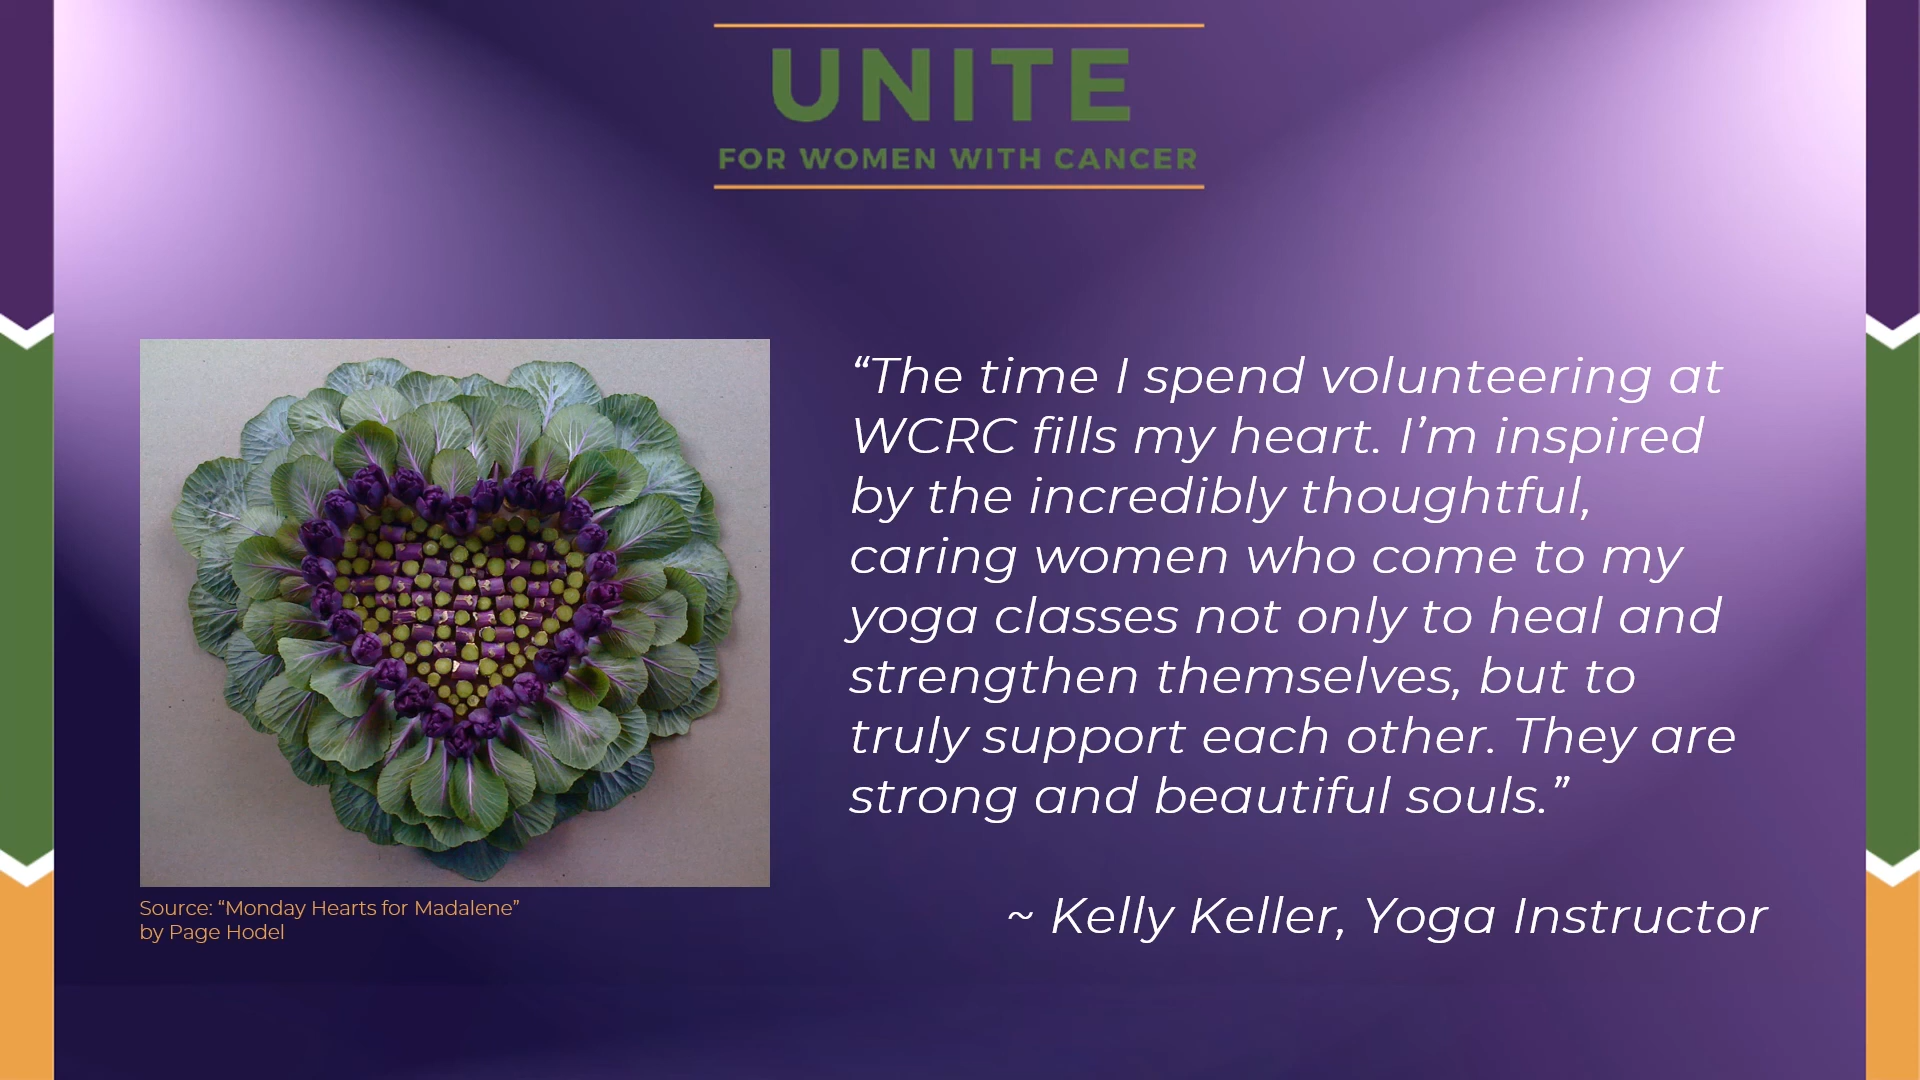 UNITE
FOR WOMEN WITH CANCER
“The time I spend volunteering at
WCRC fills my heart. I’m inspired
by the incredibly thoughtful,
caring women who come to my
yoga classes not only to heal and
strengthen themselves, but to
truly support each other. They are
strong and beautiful souls.”
~ Kelly Keller, Yoga Instructor
Source: “Monday Hearts for Madalene”
by Page Hodel